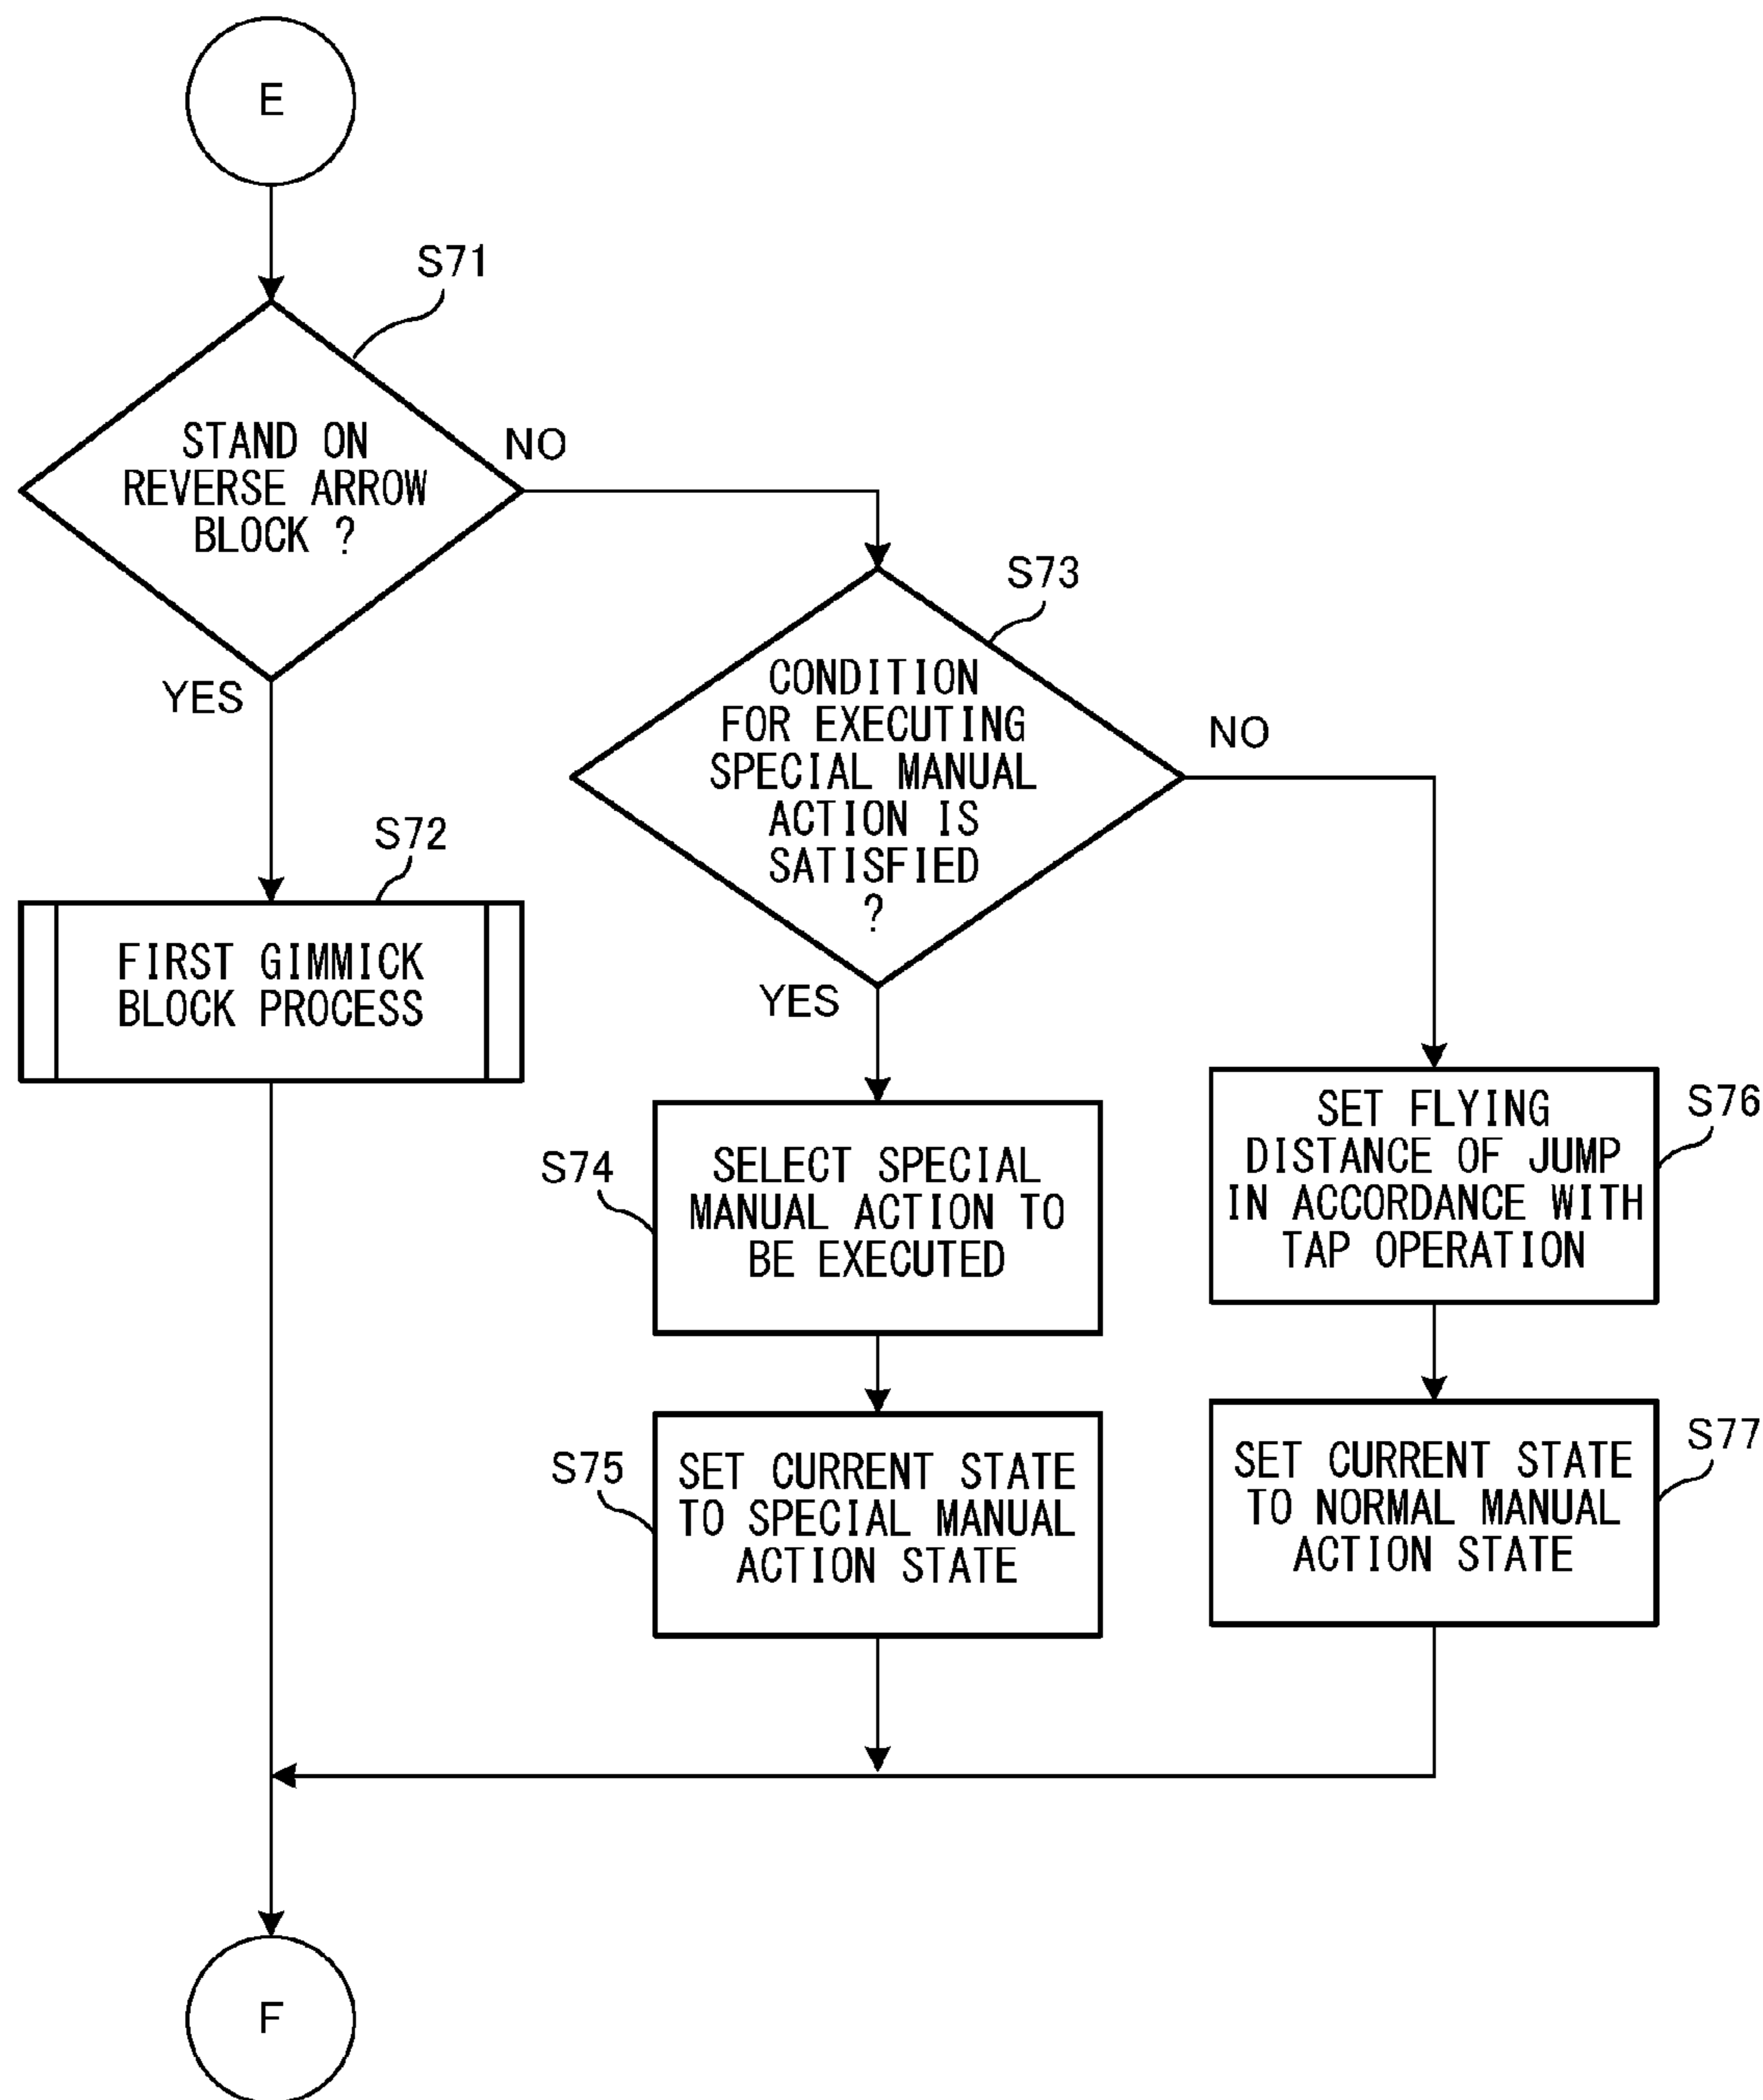 E
S71
STAND ON
REVERSE ARROW
BLOCK ?
NO
YES
S73
CONDITION
FOR EXECUTING
SPECIAL MANUAL
ACTION IS
SATISFIED
?
NO
YES
S72
FIRST GIMMICK
BLOCK PROCESS
S74
SELECT SPECIAL
MANUAL ACTION TO
BE EXECUTED
S76
SET FLYING
DISTANCE OF JUMP
IN ACCORDANCE WITH
TAP OPERATION
S75
SET CURRENT STATE
TO SPECIAL MANUAL
ACTION STATE
S77
SET CURRENT STATE
TO NORMAL MANUAL
ACTION STATE
F